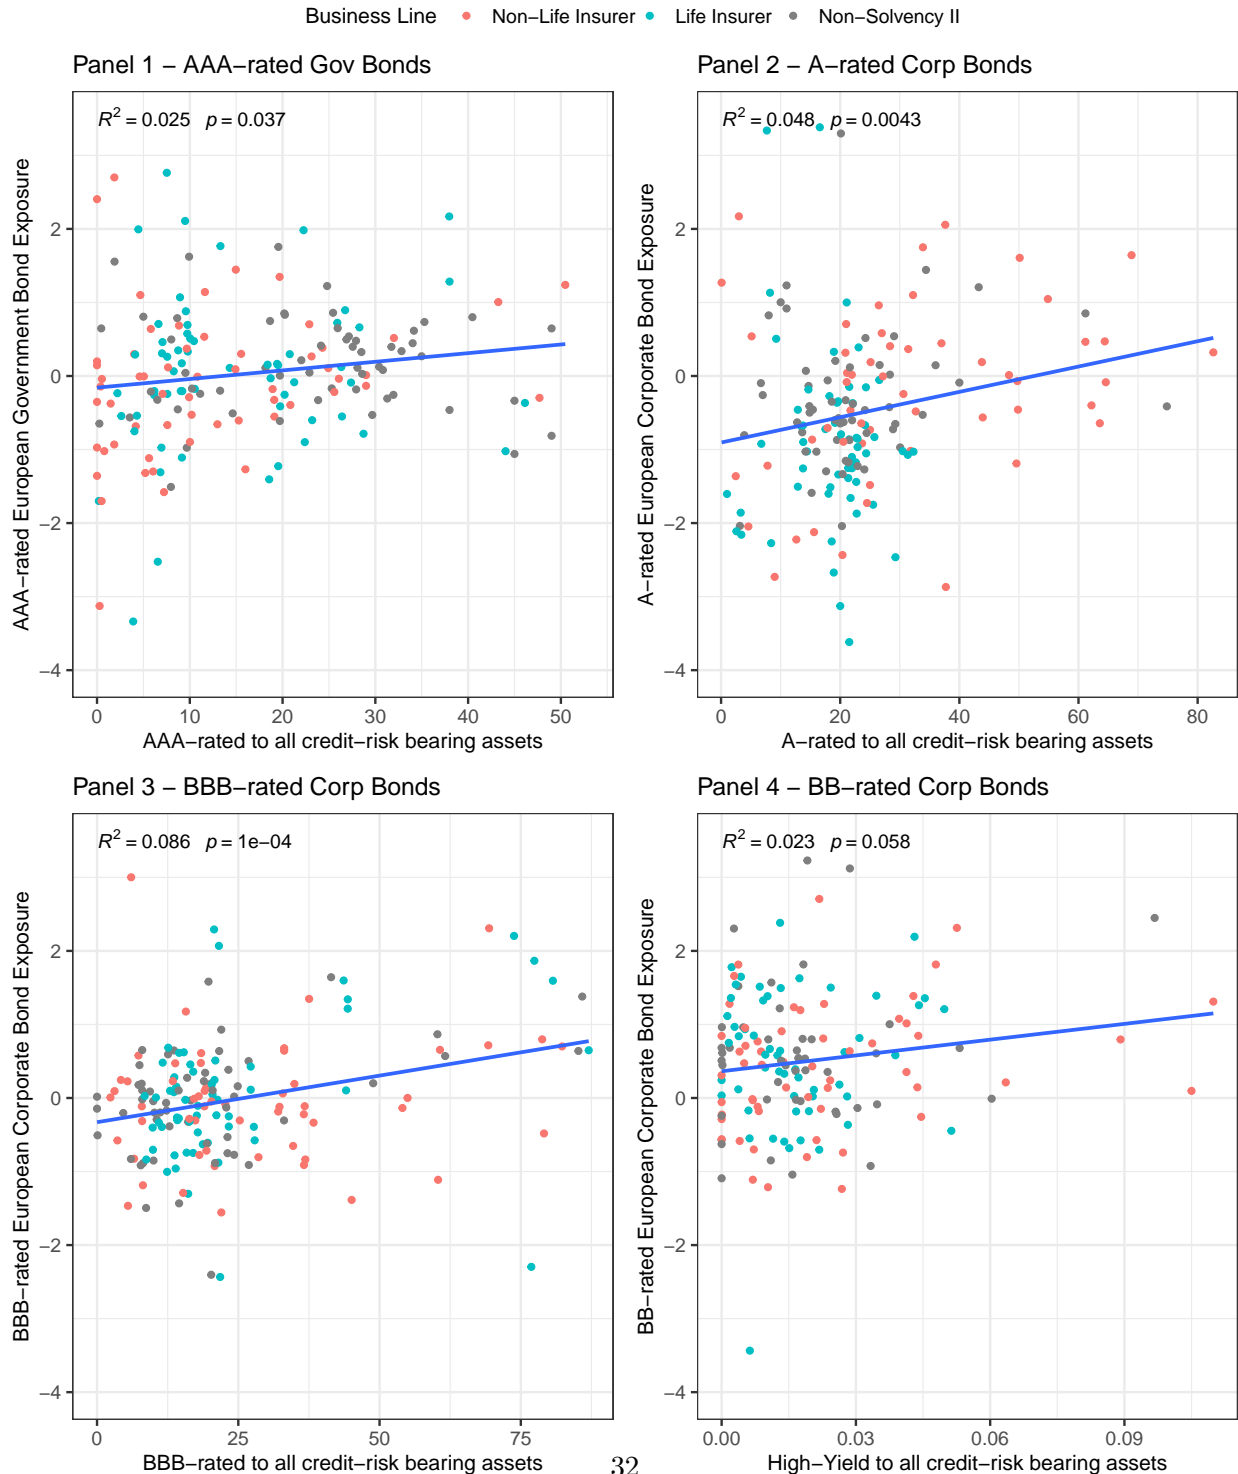 Business Line Non−Life Insurer Life Insurer Non−Solvency II
Panel 1 − AAA−rated Gov Bonds
R² = 0.025 p = 0.037
AAA−rated European Government Bond Exposure
2
0
−2
−4
0 10 20 30 40 50
AAA−rated to all credit−risk bearing assets
Panel 2 − A−rated Corp Bonds
R² = 0.048 p = 0.0043
A−rated European Corporate Bond Exposure
2
0
−2
−4
0 20 40 60 80
A−rated to all credit−risk bearing assets
Panel 3 − BBB−rated Corp Bonds
R² = 0.086 p = 1e−04
BBB−rated European Corporate Bond Exposure
2
0
−2
−4
0 25 50 75
BBB−rated to all credit−risk bearing assets
Panel 4 − BB−rated Corp Bonds
R² = 0.023 p = 0.058
BB−rated European Corporate Bond Exposure
2
0
−2
−4
0.00 0.03 0.06 0.09
High−Yield to all credit−risk bearing assets
32